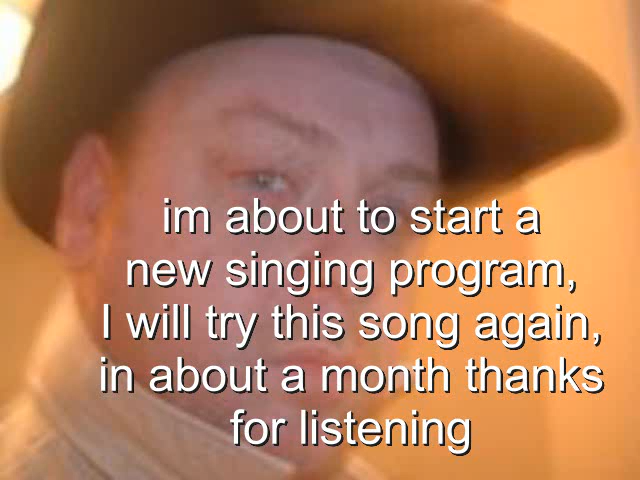 im about to start a
new singing program,
I will try this song again,
in about a month thanks
for listening